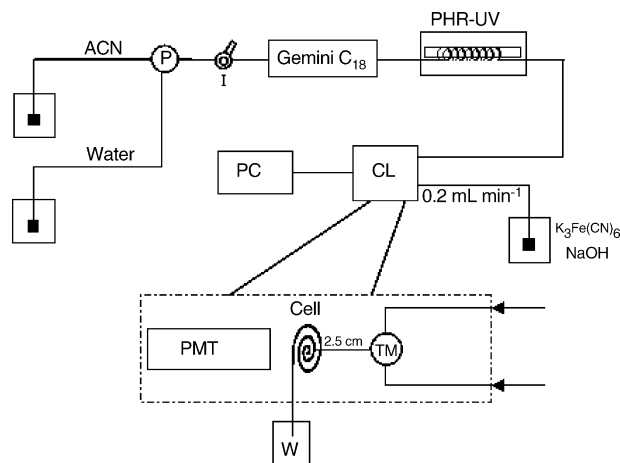 PHR-UV
ACN
P
I
Gemini C18
Water
PC
CL
0.2 mL min-1
K3Fe(CN)6
NaOH
Cell
PMT
2.5 cm
TM
W